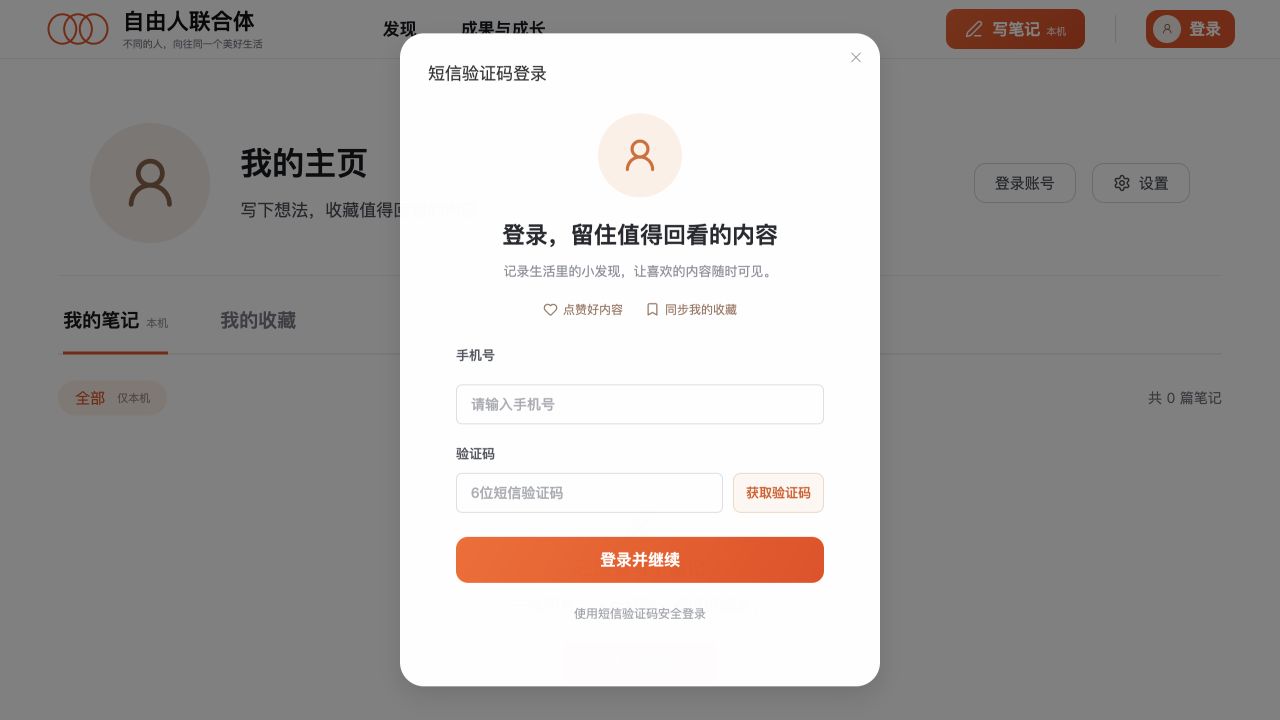 自由人联合体
不同的人，向往同一个美好生活
发现
成果与成长
写笔记 本机
登录
我的主页
写下想法，收藏值得
登录账号
设置
我的笔记 本机
我的收藏
全部 仅本机
共 0 篇笔记
短信验证码登录
登录，留住值得回看的内容
记录生活里的小发现，让喜欢的内容随时可见。
点赞好内容
同步我的收藏
手机号
请输入手机号
验证码
6位短信验证码
获取验证码
登录并继续
使用短信验证码安全登录